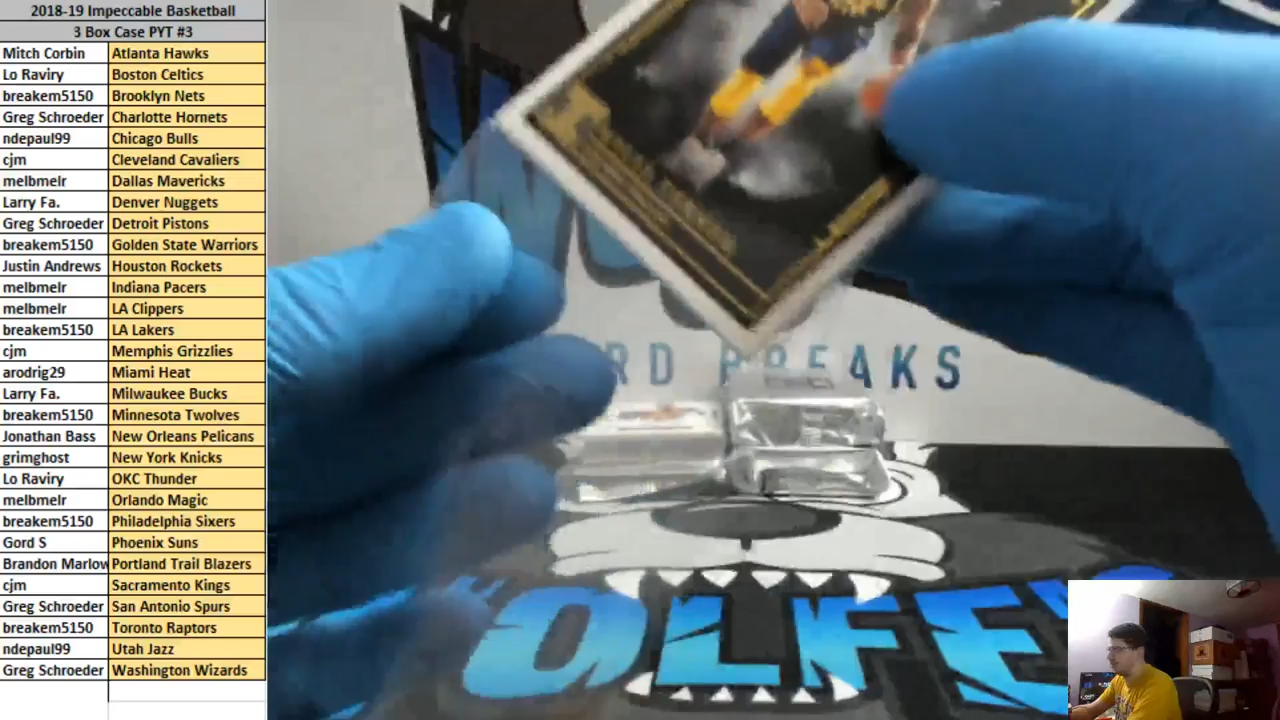 2018-19 Impeccable Basketball
3 Box Case PYT #3
Mitch Corbin Atlanta Hawks
Lo Raviry Boston Celtics
breakem5150 Brooklyn Nets
Greg Schroeder Charlotte Hornets
ndepaul99 Chicago Bulls
cjm Cleveland Cavaliers
melbmelr Dallas Mavericks
Larry Fa. Denver Nuggets
Greg Schroeder Detroit Pistons
breakem5150 Golden State Warriors
Justin Andrews Houston Rockets
melbmelr Indiana Pacers
melbmelr LA Clippers
breakem5150 LA Lakers
cjm Memphis Grizzlies
arodrig29 Miami Heat
Larry Fa. Milwaukee Bucks
breakem5150 Minnesota Twolves
Jonathan Bass New Orleans Pelicans
grimghost New York Knicks
Lo Raviry OKC Thunder
melbmelr Orlando Magic
breakem5150 Philadelphia Sixers
Gord S Phoenix Suns
Brandon Marlow Portland Trail Blazers
cjm Sacramento Kings
Greg Schroeder San Antonio Spurs
breakem5150 Toronto Raptors
ndepaul99 Utah Jazz
Greg Schroeder Washington Wizards
RD BREAKS
OLFE